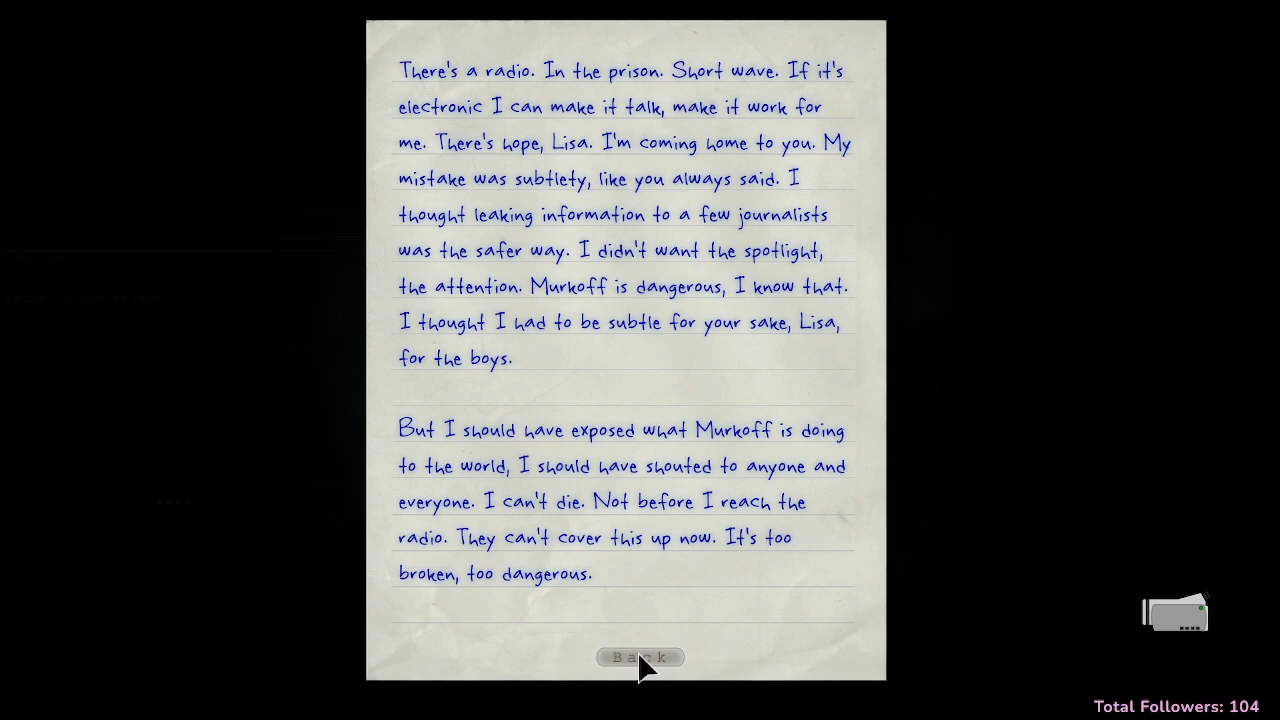 There's a radio. In the prison. Short wave. If it's
electronic I can make it talk, make it work for
me. There's hope, Lisa. I'm coming home to you. My
mistake was subtlety, like you always said. I
thought leaking information to a few journalists
was the safer way. I didn't want the spotlight,
the attention. Murkoff is dangerous, I know that.
I thought I had to be subtle for your sake, Lisa,
for the boys.
But I should have exposed what Murkoff is doing
to the world, I should have shouted to anyone and
everyone. I can't die. Not before I reach the
radio. They can't cover this up now. It's too
broken, too dangerous.
Back
Total Followers: 104